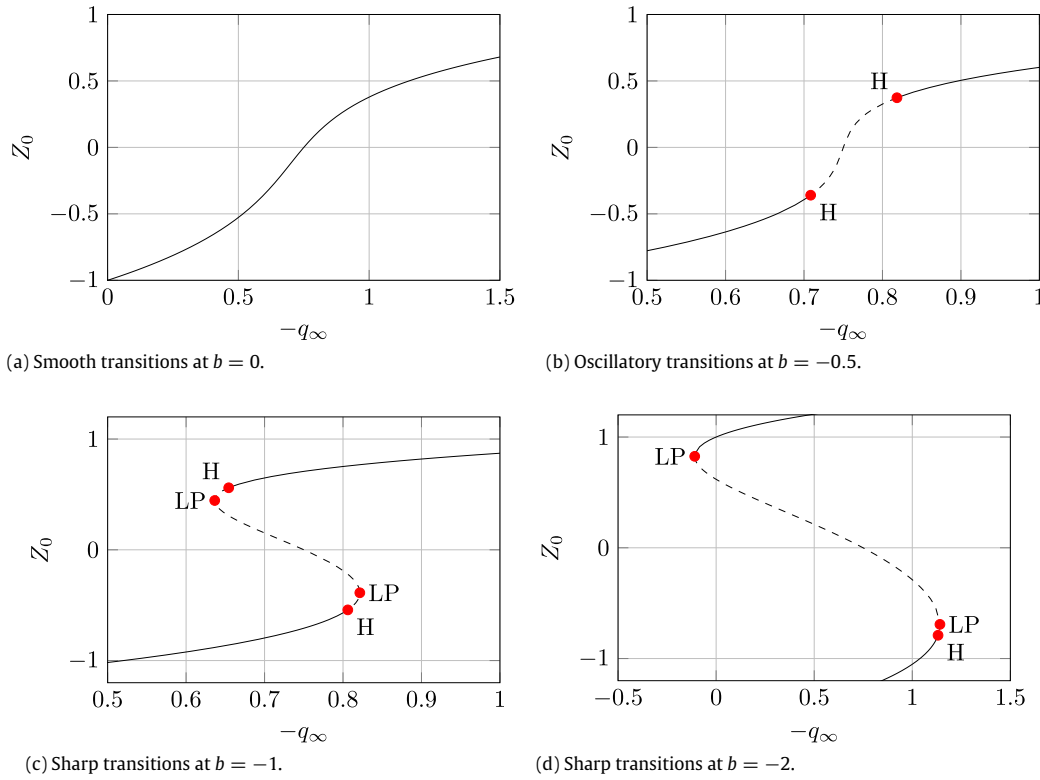 1
0.5
0
−0.5
−1
Z₀
0
0.5
1
1.5
−q∞
(a) Smooth transitions at b = 0.
1
0.5
0
−0.5
−1
Z₀
H
H
0.5
0.6
0.7
0.8
0.9
1
−q∞
(b) Oscillatory transitions at b = −0.5.
1
0
−1
Z₀
H
LP
LP
H
0.5
0.6
0.7
0.8
0.9
1
−q∞
(c) Sharp transitions at b = −1.
1
0
−1
Z₀
LP
LP
H
−0.5
0
0.5
1
1.5
−q∞
(d) Sharp transitions at b = −2.